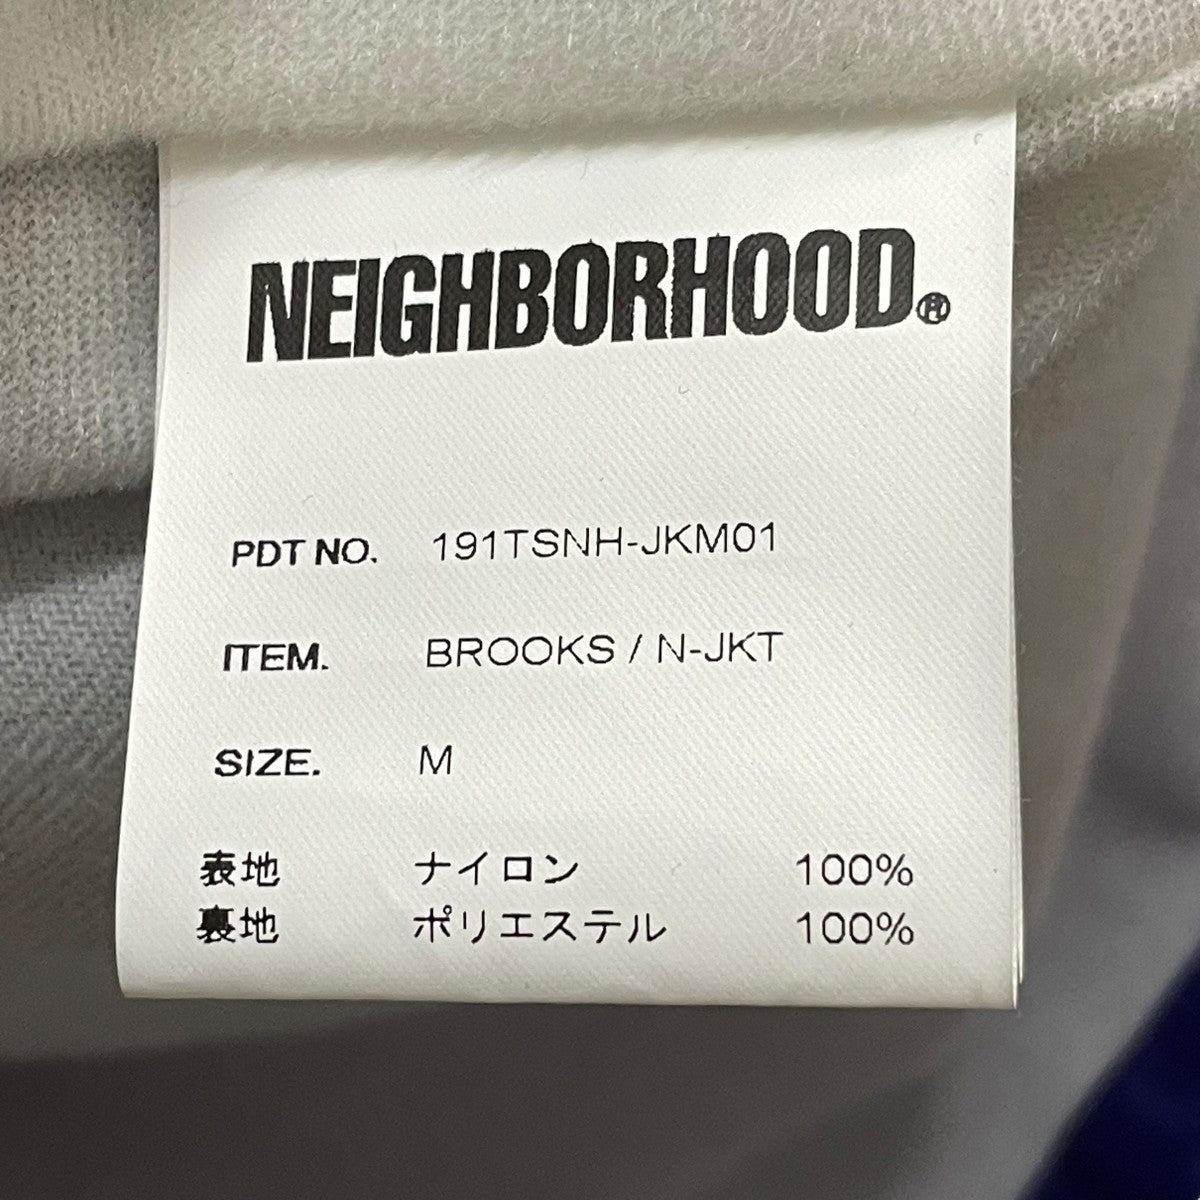 NEIGHBORHOOD®
PDT NO. 191TSNH-JKM01
ITEM. BROOKS / N-JKT
SIZE. M
表地 ナイロン 100%
裏地 ポリエステル 100%